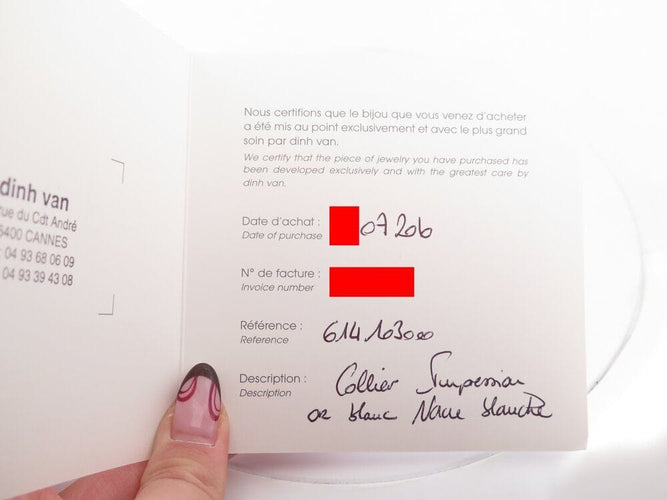 dinh van
rue du Cdt André
6400 CANNES
04 93 68 06 09
04 93 39 43 08
Nous certifions que le bijou que vous venez d'acheter
a été mis au point exclusivement et avec le plus grand
soin par dinh van.
We certify that the piece of jewelry you have purchased has
been developed exclusively and with the greatest care by
dinh van.
Date d'achat : 07 206
Date of purchase
N° de facture :
Invoice number
Référence : 614103000
Reference
Description : Collier Impression
Description
or blanc Nacre blanche